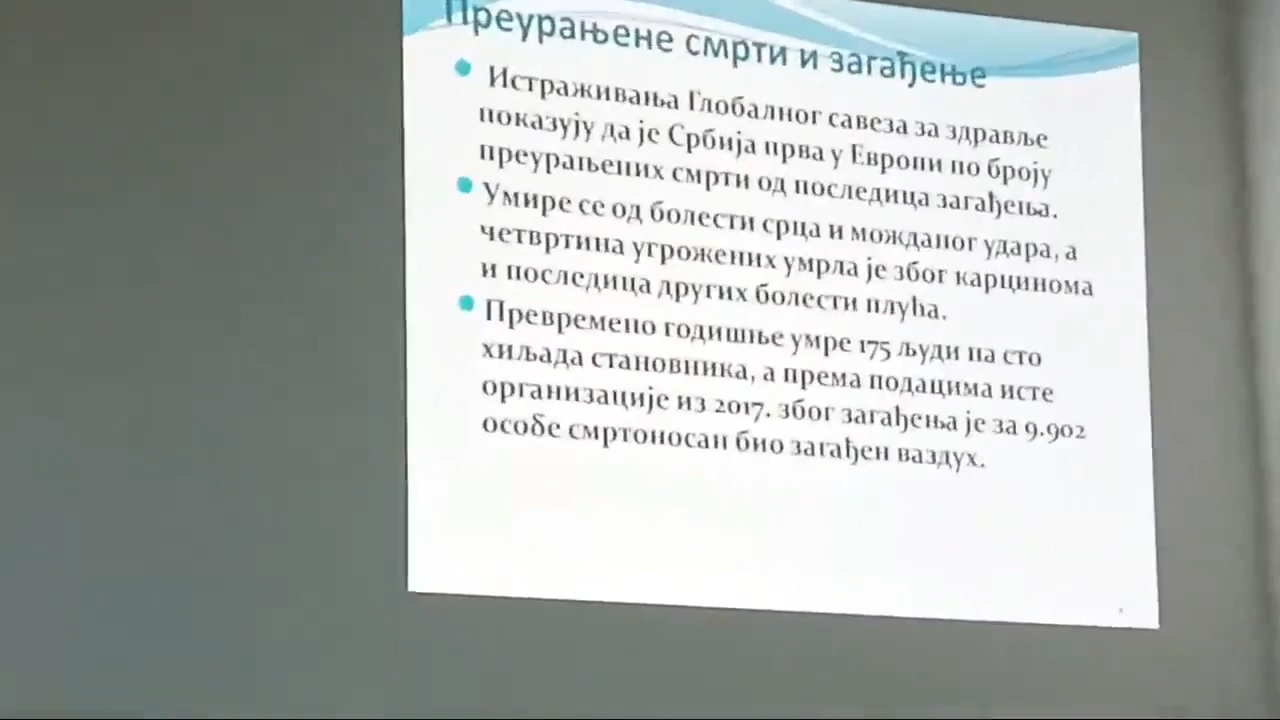 Преурањене смрти и загађење
Истраживања Глобалног савеза за здравље
показују да је Србија прва у Европи по броју
преурањених смрти од последица загађења.
Умире се од болести срца и можданог удара, а
четвртина угрожених умрла је због карцинома
и последица других болести плућа.
Превремено годишње умре 175 људи на сто
хиљада становника, а према подацима исте
организације из 2017. због загађења је за 9.902
особе смртоносан био загађен ваздух.